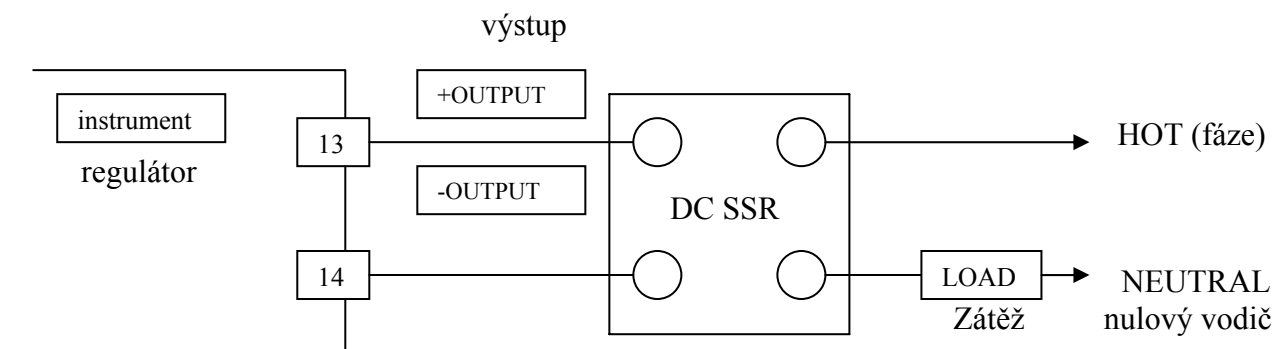 výstup
+OUTPUT
instrument
13
HOT (fáze)
regulátor
-OUTPUT
DC SSR
14
LOAD
NEUTRAL
Zátěž
nulový vodič